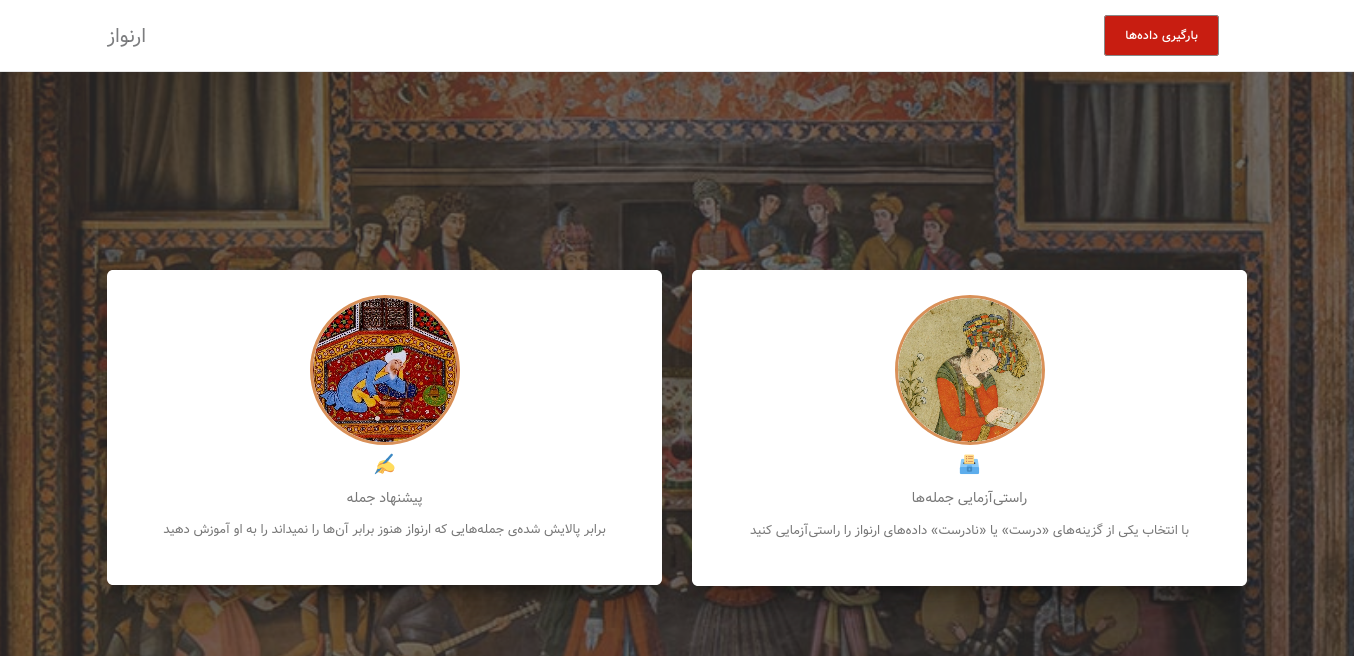 بارگیری داده‌ها
ارنواز
راستی‌آزمایی جمله‌ها
با انتخاب یکی از گزینه‌های «درست» یا «نادرست» داده‌های ارنواز را راستی‌آزمایی کنید
پیشنهاد جمله
برابر پالایش شده‌ی جمله‌هایی که ارنواز هنوز برابر آن‌ها را نمیداند را به او آموزش دهید